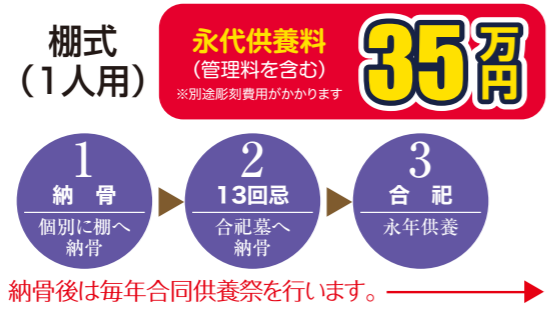 棚式
（1人用）
永代供養料
（管理料を含む）
※別途彫刻費用がかかります
35万円
1
納　骨
個別に棚へ
納骨
2
13回忌
合祀墓へ
納骨
3
合　祀
永年供養
納骨後は毎年合同供養祭を行います。